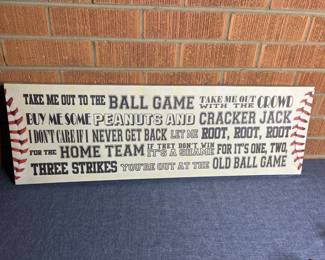 TAKE ME OUT TO THE BALL GAME TAKE ME OUT WITH THE CROWD
BUY ME SOME PEANUTS AND CRACKER JACK
I DON'T CARE IF I NEVER GET BACK LET ME ROOT, ROOT, ROOT
FOR THE HOME TEAM IF THEY DON'T WIN IT'S A SHAME FOR IT'S ONE, TWO,
THREE STRIKES YOU'RE OUT AT THE OLD BALL GAME